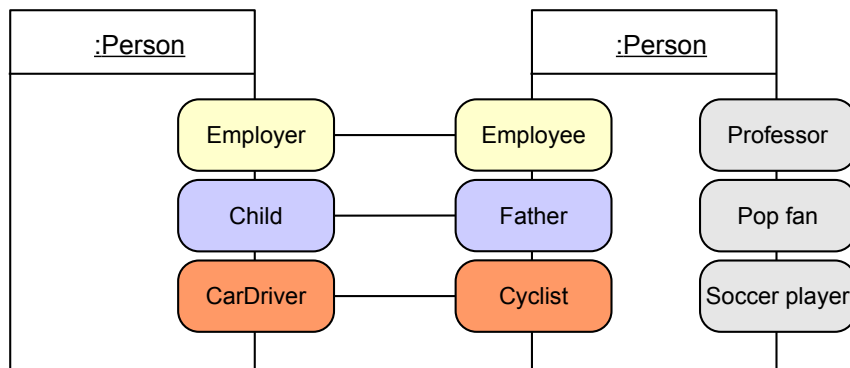 :Person
:Person
Employer
Employee
Professor
Child
Father
Pop fan
CarDriver
Cyclist
Soccer player